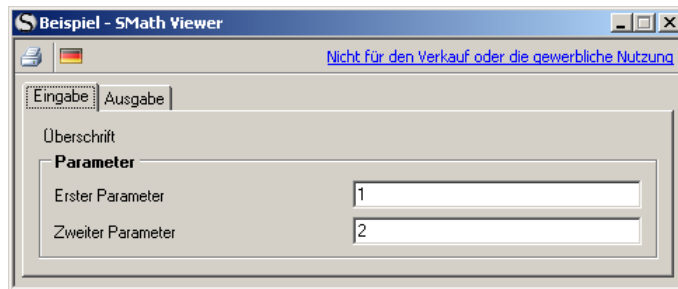 Beispiel - SMath Viewer
Nicht für den Verkauf oder die gewerbliche Nutzung
Eingabe Ausgabe
Überschrift
Parameter
Erster Parameter 1
Zweiter Parameter 2